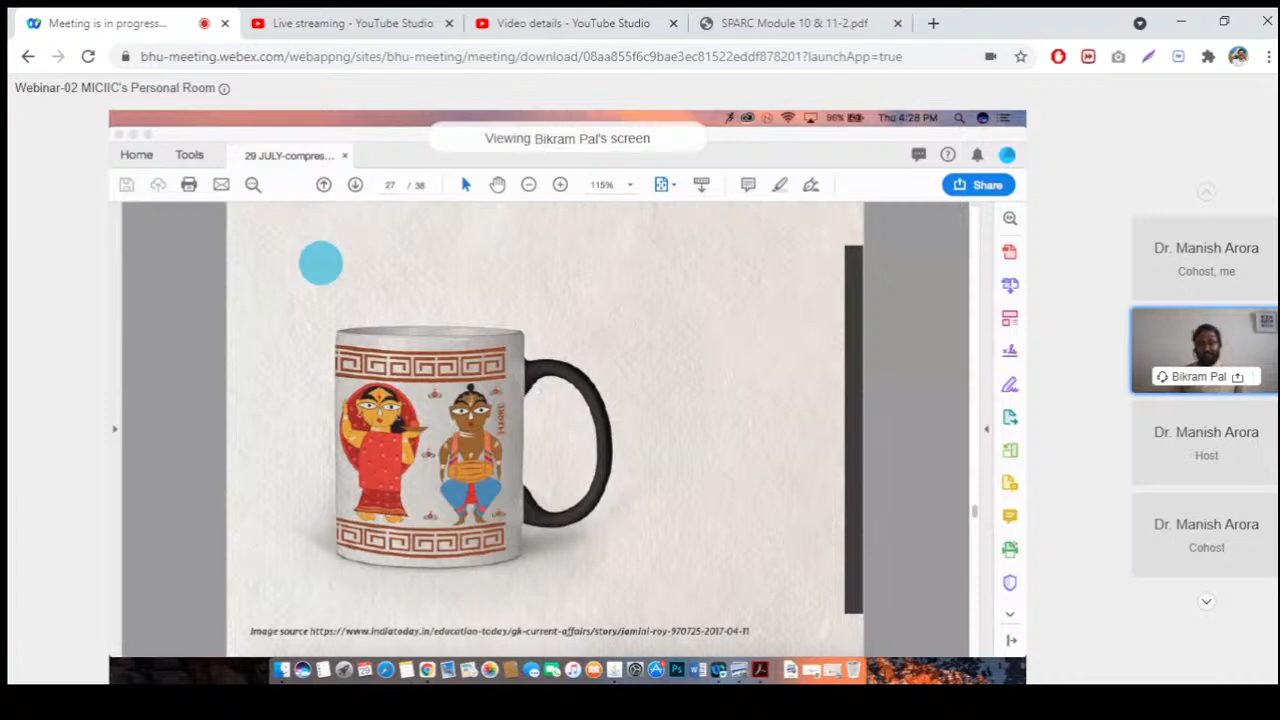 Meeting is in progress...
Live streaming - YouTube Studio
Video details - YouTube Studio
SPARC Module 10 & 11-2.pdf
bhu-meeting.webex.com/webappng/sites/bhu-meeting/meeting/download/08aa855f6c9bae3ec81522eddf878201?launchApp=true
Webinar-02 MICIIC's Personal Room
96%
Thu 4:28 PM
Viewing Bikram Pal's screen
Home
Tools
29 JULY-compres...
27 / 38
115%
Share
Dr. Manish Arora
Cohost, me
Bikram Pal
Dr. Manish Arora
Host
Dr. Manish Arora
Cohost
Image source https://www.indiatoday.in/education-today/gk-current-affairs/story/jamini-roy-970725-2017-04-11